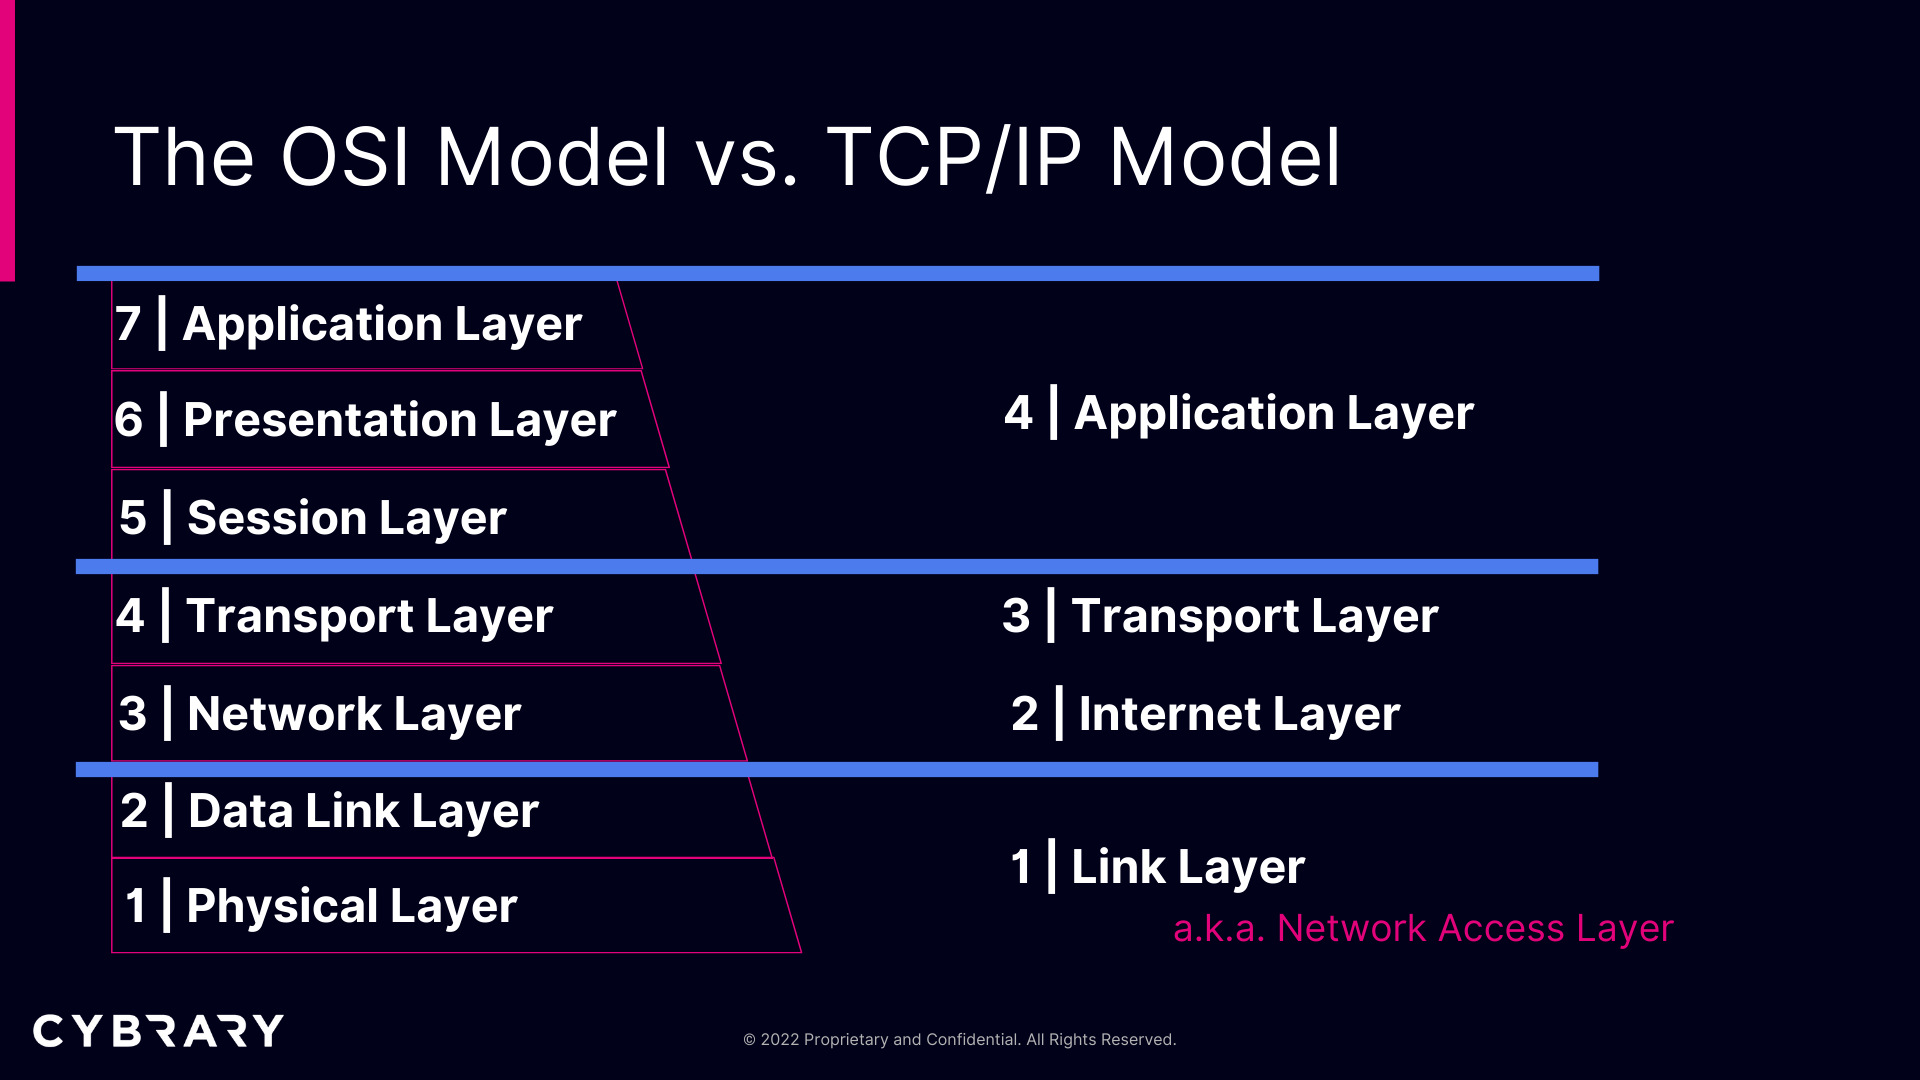 The OSI Model vs. TCP/IP Model
7 | Application Layer
6 | Presentation Layer
5 | Session Layer
4 | Transport Layer
3 | Network Layer
2 | Data Link Layer
1 | Physical Layer
4 | Application Layer
3 | Transport Layer
2 | Internet Layer
1 | Link Layer
a.k.a. Network Access Layer
CYBRARY
© 2022 Proprietary and Confidential. All Rights Reserved.